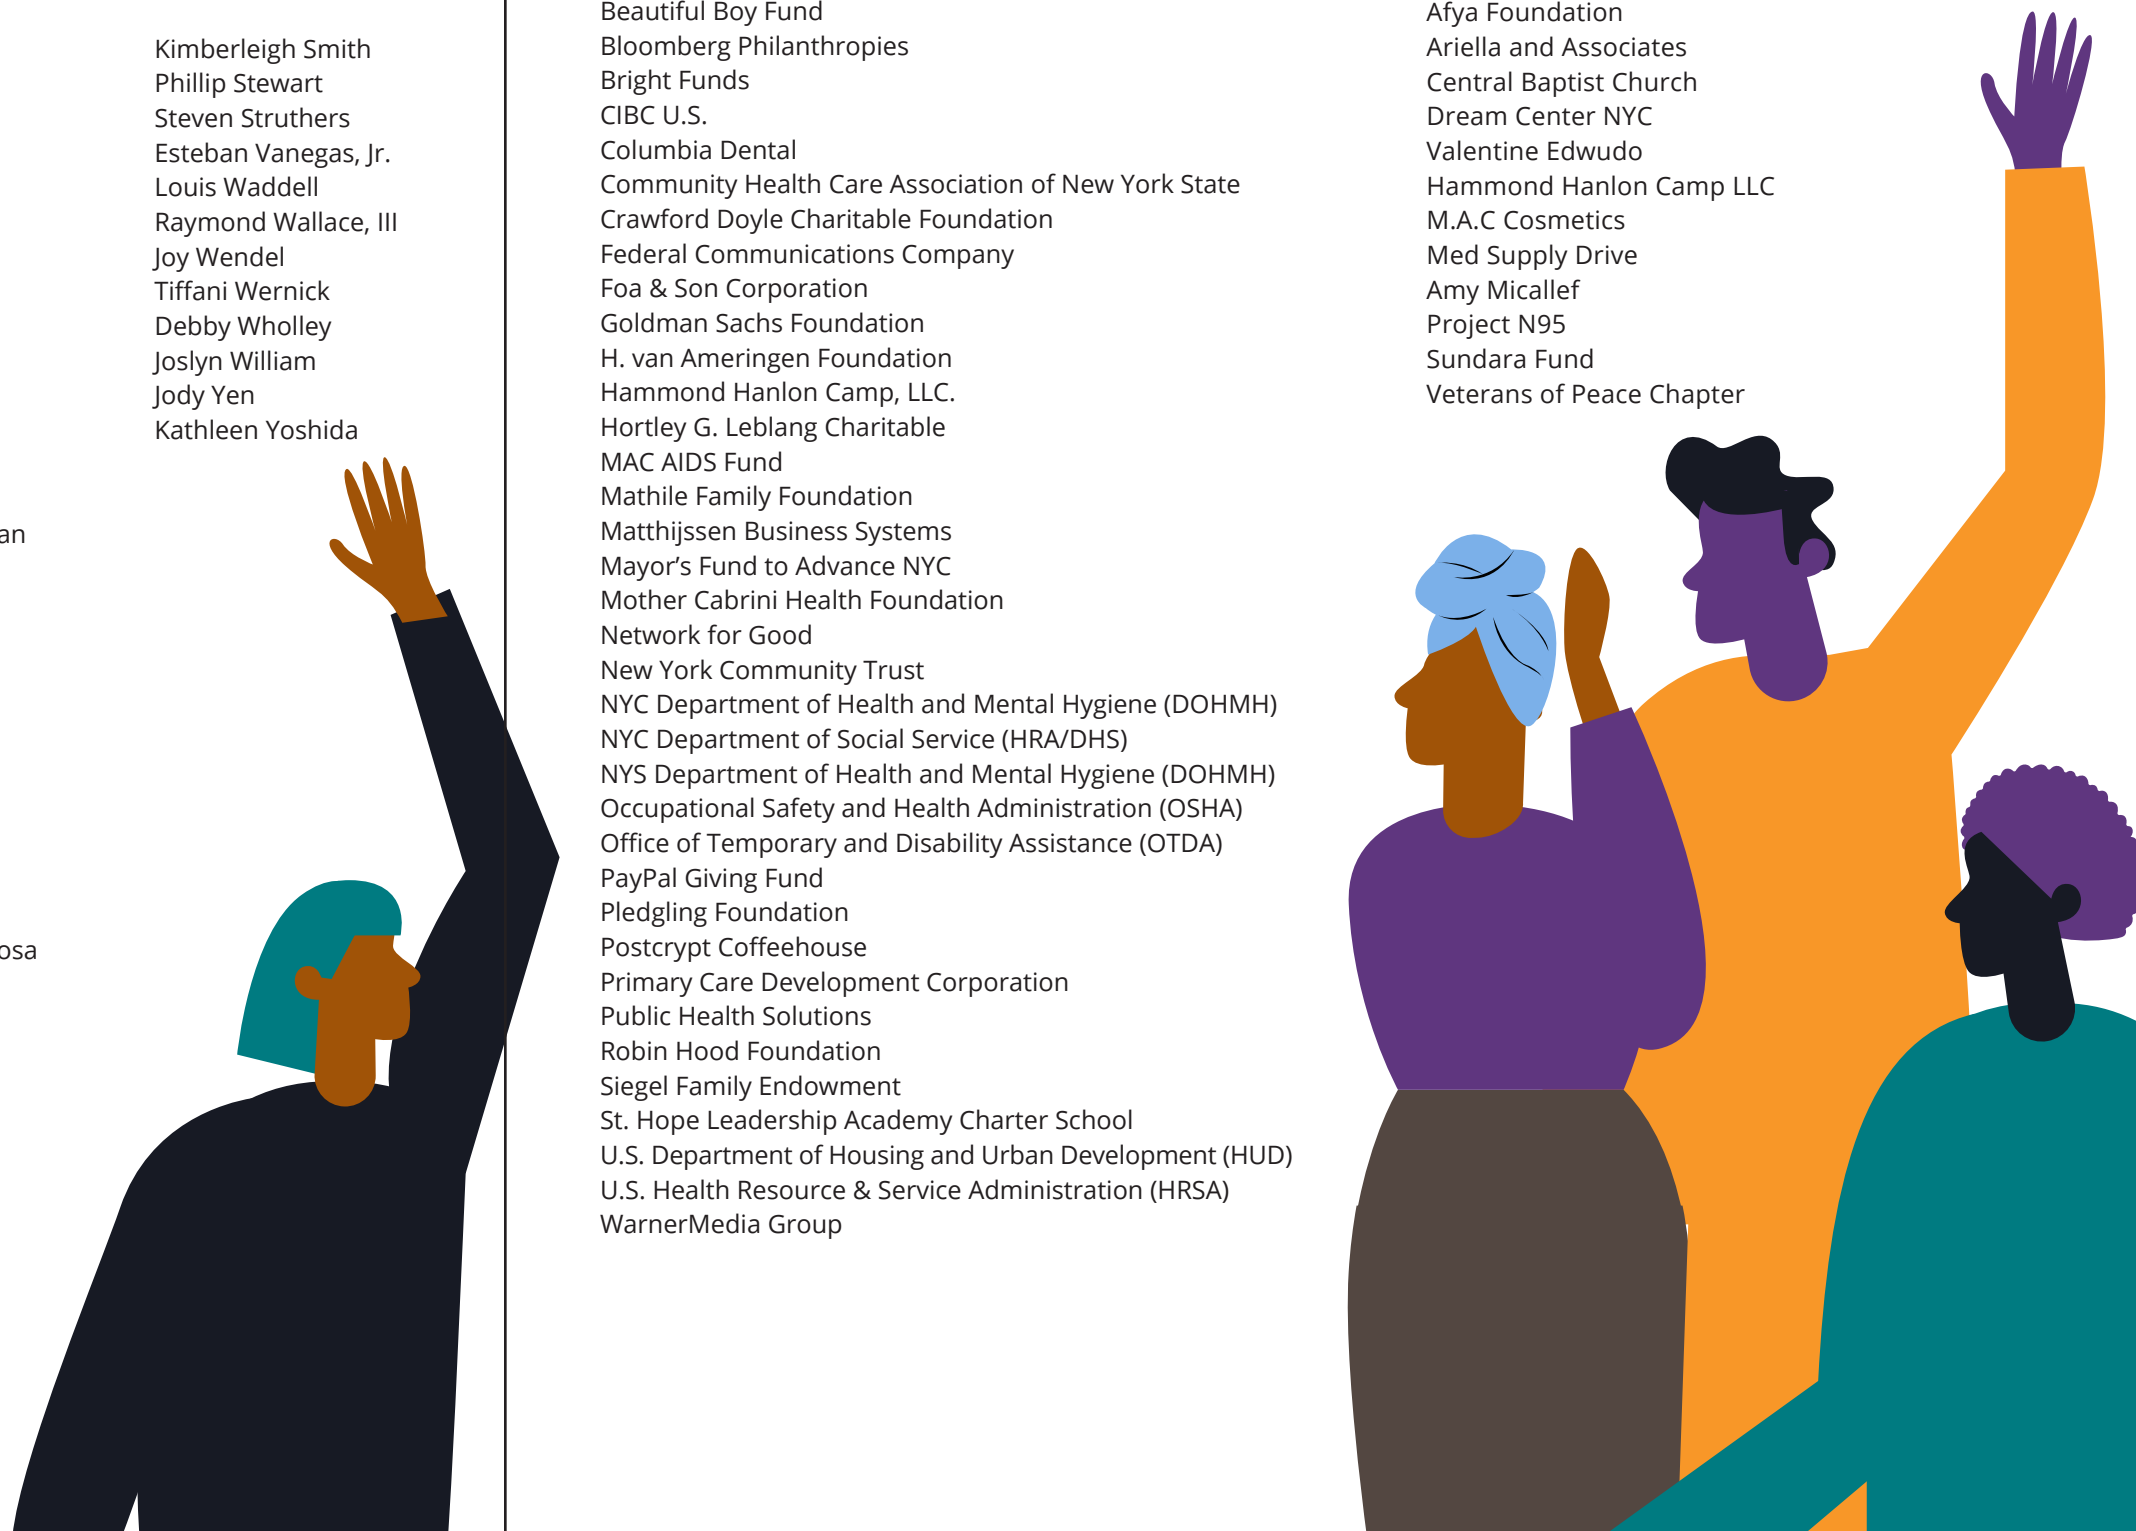 an
osa
Kimberleigh Smith
Phillip Stewart
Steven Struthers
Esteban Vanegas, Jr.
Louis Waddell
Raymond Wallace, III
Joy Wendel
Tiffani Wernick
Debby Wholley
Joslyn William
Jody Yen
Kathleen Yoshida
Beautiful Boy Fund
Bloomberg Philanthropies
Bright Funds
CIBC U.S.
Columbia Dental
Community Health Care Association of New York State
Crawford Doyle Charitable Foundation
Federal Communications Company
Foa & Son Corporation
Goldman Sachs Foundation
H. van Ameringen Foundation
Hammond Hanlon Camp, LLC.
Hortley G. Leblang Charitable
MAC AIDS Fund
Mathile Family Foundation
Matthijssen Business Systems
Mayor’s Fund to Advance NYC
Mother Cabrini Health Foundation
Network for Good
New York Community Trust
NYC Department of Health and Mental Hygiene (DOHMH)
NYC Department of Social Service (HRA/DHS)
NYS Department of Health and Mental Hygiene (DOHMH)
Occupational Safety and Health Administration (OSHA)
Office of Temporary and Disability Assistance (OTDA)
PayPal Giving Fund
Pledgling Foundation
Postcrypt Coffeehouse
Primary Care Development Corporation
Public Health Solutions
Robin Hood Foundation
Siegel Family Endowment
St. Hope Leadership Academy Charter School
U.S. Department of Housing and Urban Development (HUD)
U.S. Health Resource & Service Administration (HRSA)
WarnerMedia Group
Afya Foundation
Ariella and Associates
Central Baptist Church
Dream Center NYC
Valentine Edwudo
Hammond Hanlon Camp LLC
M.A.C Cosmetics
Med Supply Drive
Amy Micallef
Project N95
Sundara Fund
Veterans of Peace Chapter